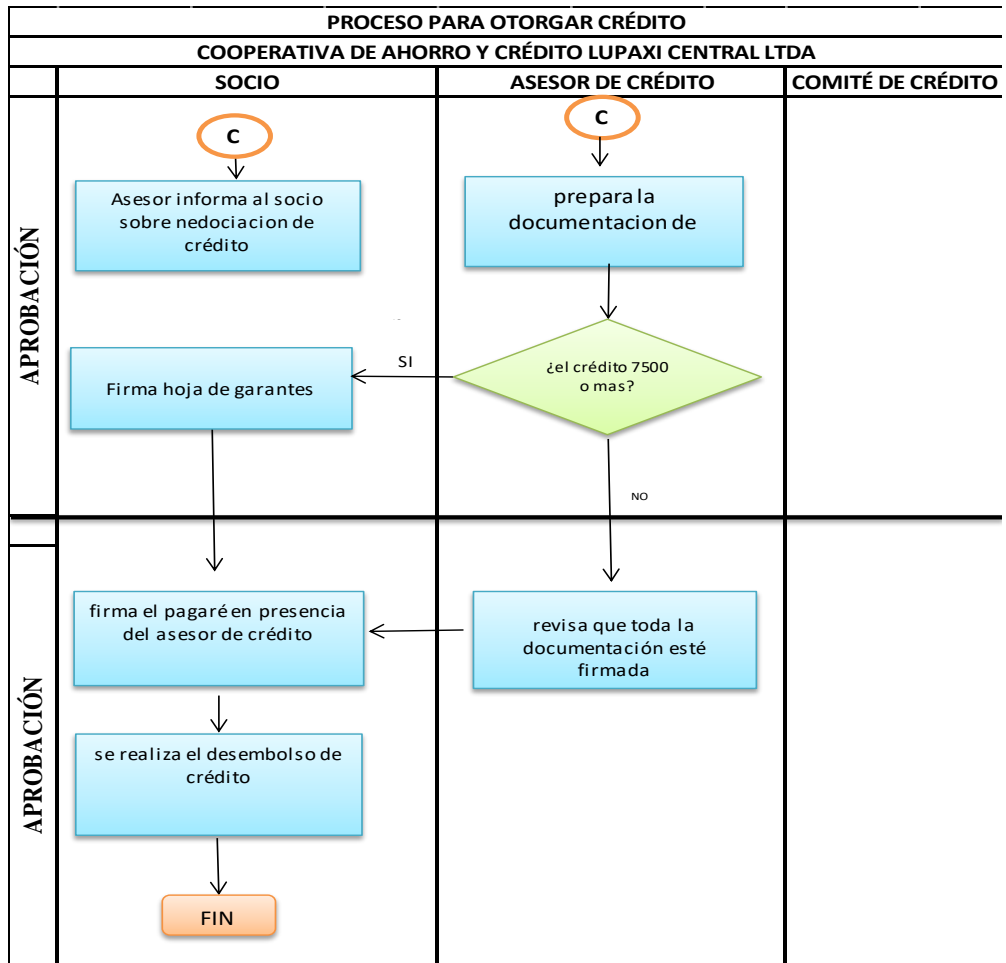 PROCESO PARA OTORGAR CRÉDITO
COOPERATIVA DE AHORRO Y CRÉDITO LUPAXI CENTRAL LTDA
SOCIO
ASESOR DE CRÉDITO
COMITÉ DE CRÉDITO
APROBACIÓN
C
C
Asesor informa al socio
sobre nedociacion de
crédito
prepara la
documentacion de
¿el crédito 7500
o mas?
SI
Firma hoja de garantes
NO
APROBACIÓN
firma el pagaré en presencia
del asesor de crédito
revisa que toda la
documentación esté
firmada
se realiza el desembolso de
crédito
FIN